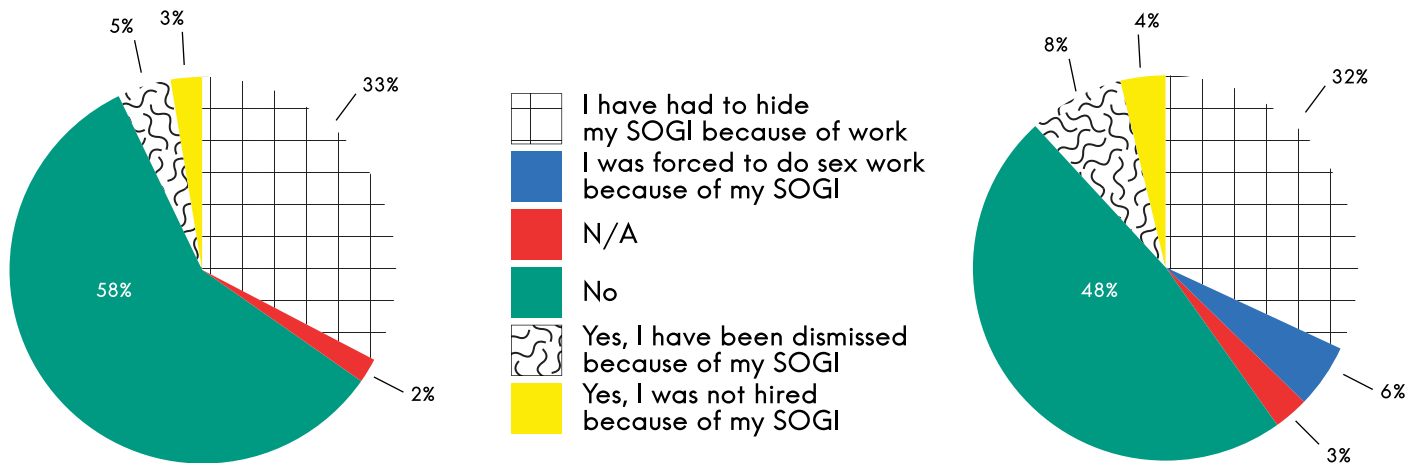 5%
3%
33%
58%
2%
I have had to hide
my SOGI because of work
I was forced to do sex work
because of my SOGI
N/A
No
Yes, I have been dismissed
because of my SOGI
Yes, I was not hired
because of my SOGI
8%
4%
32%
48%
6%
3%